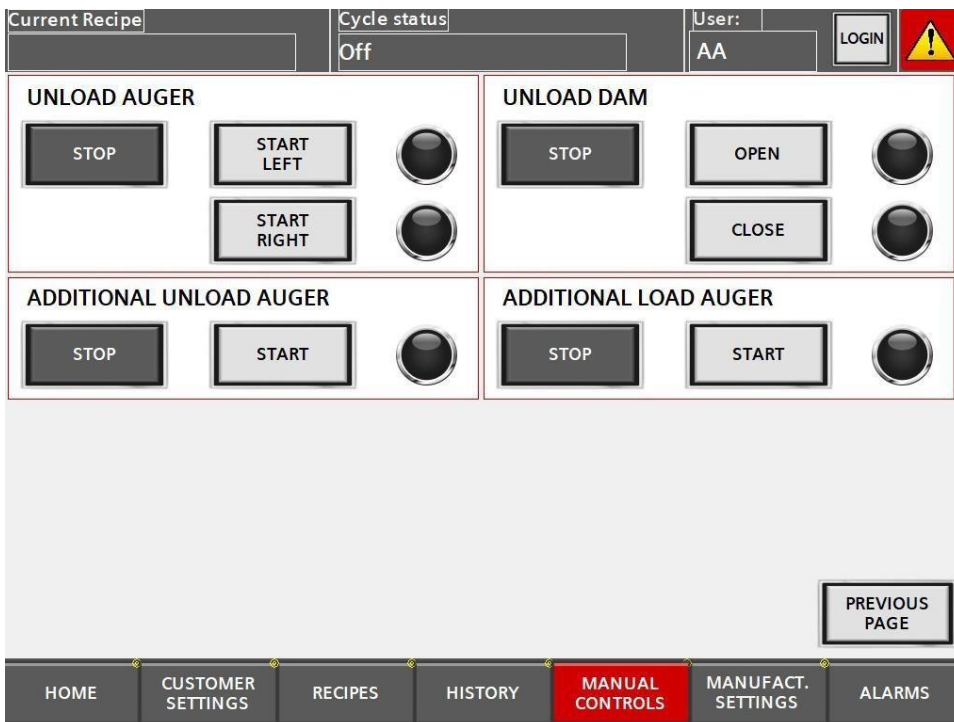 Current Recipe
Cycle status
User:
Off
AA
LOGIN
UNLOAD AUGER
STOP
START
LEFT
START
RIGHT
UNLOAD DAM
STOP
OPEN
CLOSE
ADDITIONAL UNLOAD AUGER
STOP
START
ADDITIONAL LOAD AUGER
STOP
START
PREVIOUS
PAGE
HOME
CUSTOMER
SETTINGS
RECIPES
HISTORY
MANUAL
CONTROLS
MANUFACT.
SETTINGS
ALARMS